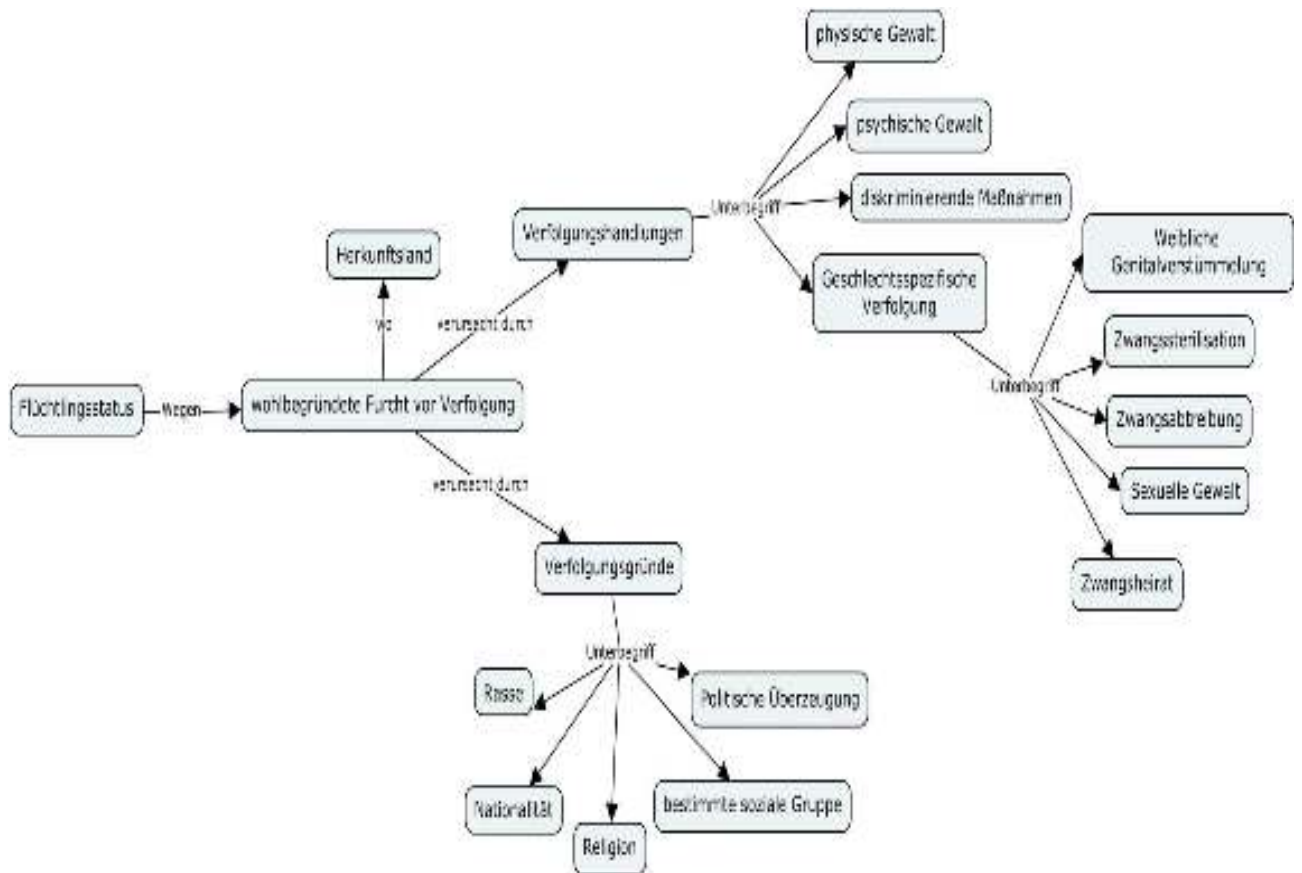 physische Gewalt
psychische Gewalt
Unterbegriff
diskriminierende Maßnahmen
Verfolgungshandlungen
Weibliche
Genitalverstümmelung
Herkunftsland
Geschlechtsspezifische
Verfolgung
wo
verursacht durch
Zwangssterilisation
Unterbegriff
Flüchtlingsstatus
Wegen
wohlbegründete Furcht vor Verfolgung
Zwangsabtreibung
verursacht durch
Sexuelle Gewalt
Verfolgungsgründe
Zwangsheirat
Unterbegriff
Rasse
Politische Überzeugung
Nationalität
bestimmte soziale Gruppe
Religion